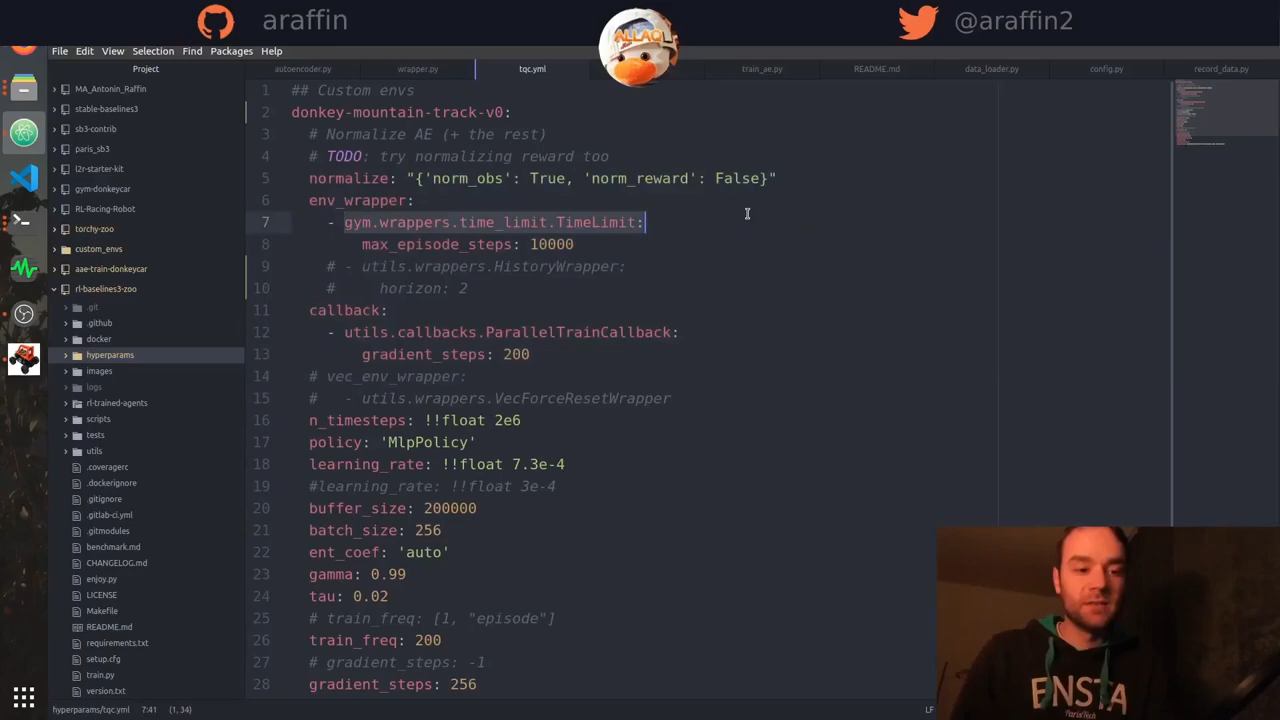 araffin
ALLAQ
@araffin2
File Edit View Selection Find Packages Help
Project
autoencoder.py
wrapper.py
tqc.yml
train_ae.py
README.md
data_loader.py
config.py
record_data.py
MA_Antonin_Raffin
stable-baselines3
sb3-contrib
paris_sb3
l2r-starter-kit
gym-donkeycar
RL-Racing-Robot
torchy-zoo
custom_envs
aae-train-donkeycar
rl-baselines3-zoo
.git
.github
docker
hyperparams
images
logs
rl-trained-agents
scripts
tests
utils
.coveragerc
.dockerignore
.gitignore
.gitlab-ci.yml
.gitmodules
benchmark.md
CHANGELOG.md
enjoy.py
LICENSE
Makefile
README.md
requirements.txt
setup.cfg
train.py
version.txt
1 ## Custom envs
2 donkey-mountain-track-v0:
3 # Normalize AE (+ the rest)
4 # TODO: try normalizing reward too
5 normalize: "{'norm_obs': True, 'norm_reward': False}"
6 env_wrapper:
7 - gym.wrappers.time_limit.TimeLimit:
8 max_episode_steps: 10000
9 # - utils.wrappers.HistoryWrapper:
10 # horizon: 2
11 callback:
12 - utils.callbacks.ParallelTrainCallback:
13 gradient_steps: 200
14 # vec_env_wrapper:
15 # - utils.wrappers.VecForceResetWrapper
16 n_timesteps: !!float 2e6
17 policy: 'MlpPolicy'
18 learning_rate: !!float 7.3e-4
19 #learning_rate: !!float 3e-4
20 buffer_size: 200000
21 batch_size: 256
22 ent_coef: 'auto'
23 gamma: 0.99
24 tau: 0.02
25 # train_freq: [1, "episode"]
26 train_freq: 200
27 # gradient_steps: -1
28 gradient_steps: 256
hyperparams/tqc.yml 7:41 (1, 34)
LF
ENSTA
ParisTech